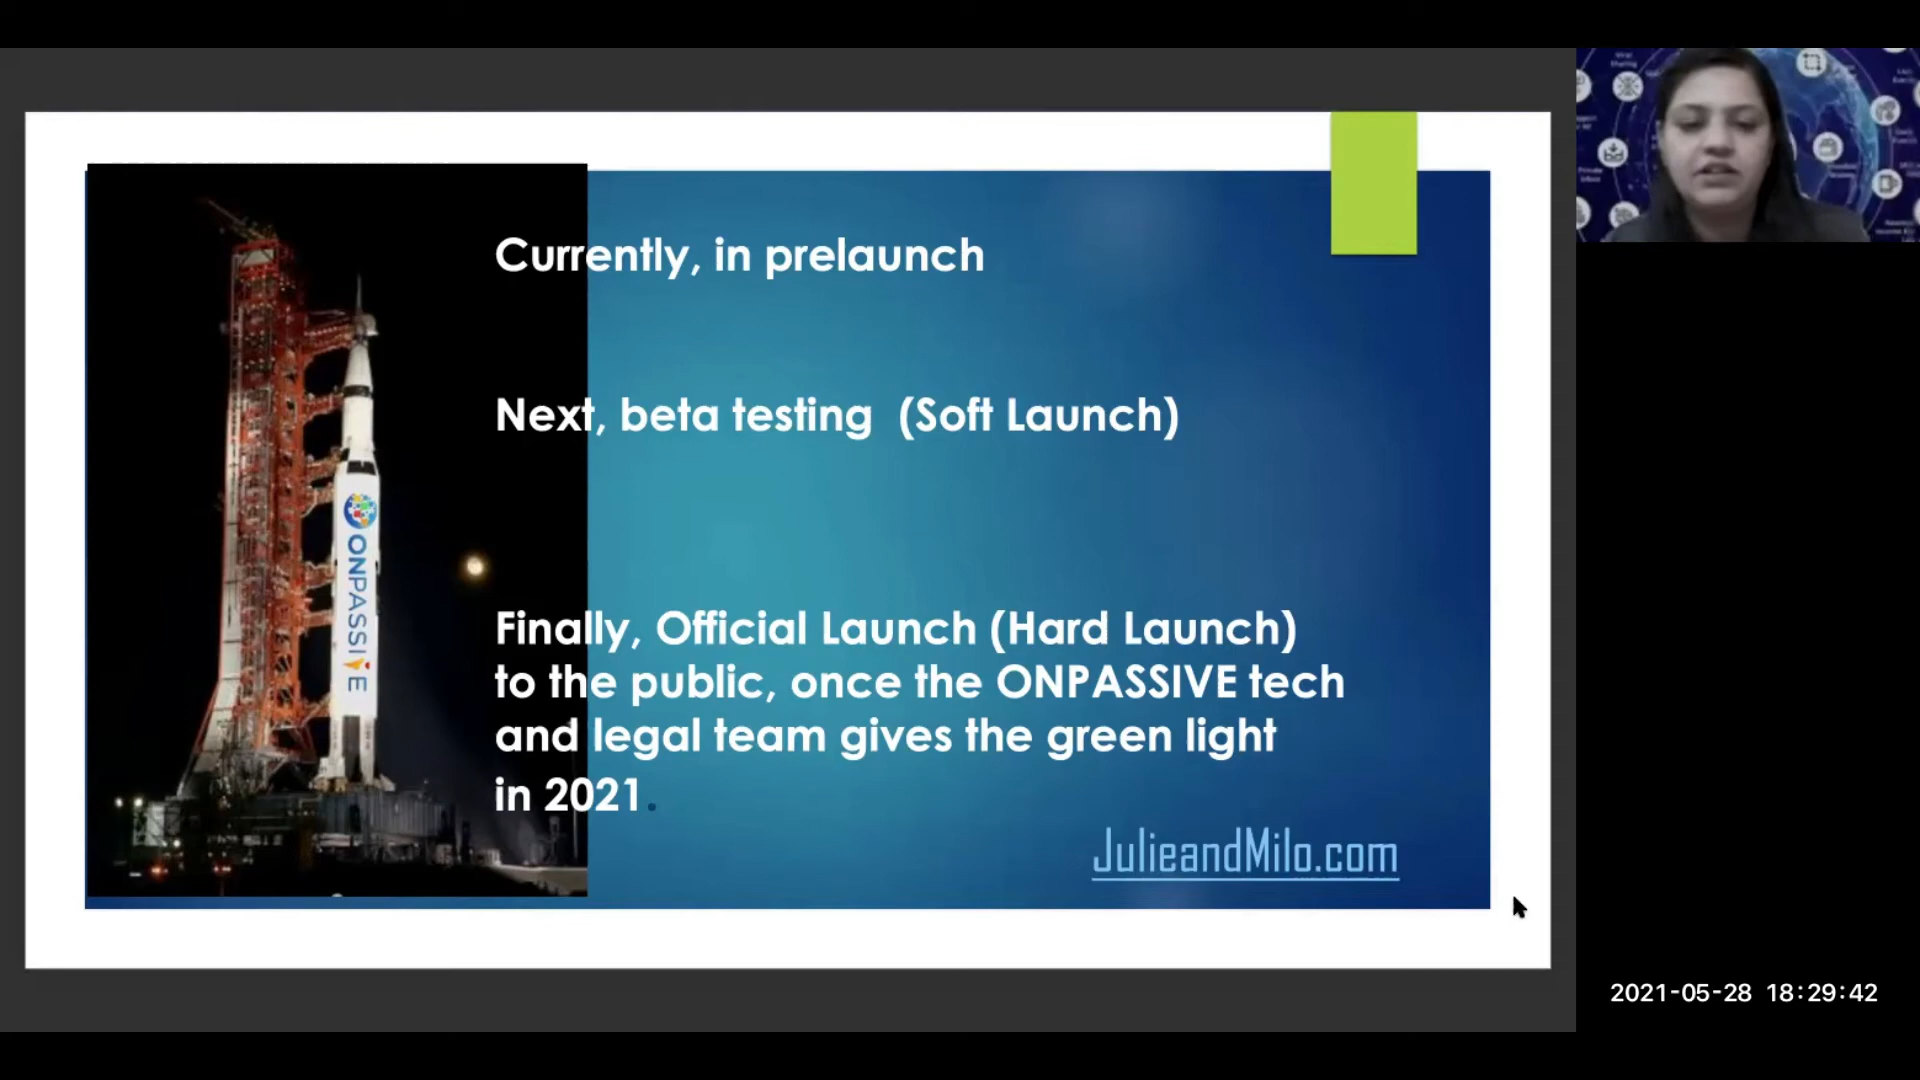 Currently, in prelaunch
Next, beta testing (Soft Launch)
ONPASSIVE
Finally, Official Launch (Hard Launch)
to the public, once the ONPASSIVE tech
and legal team gives the green light
in 2021.
JulieandMilo.com
2021-05-28 18:29:42